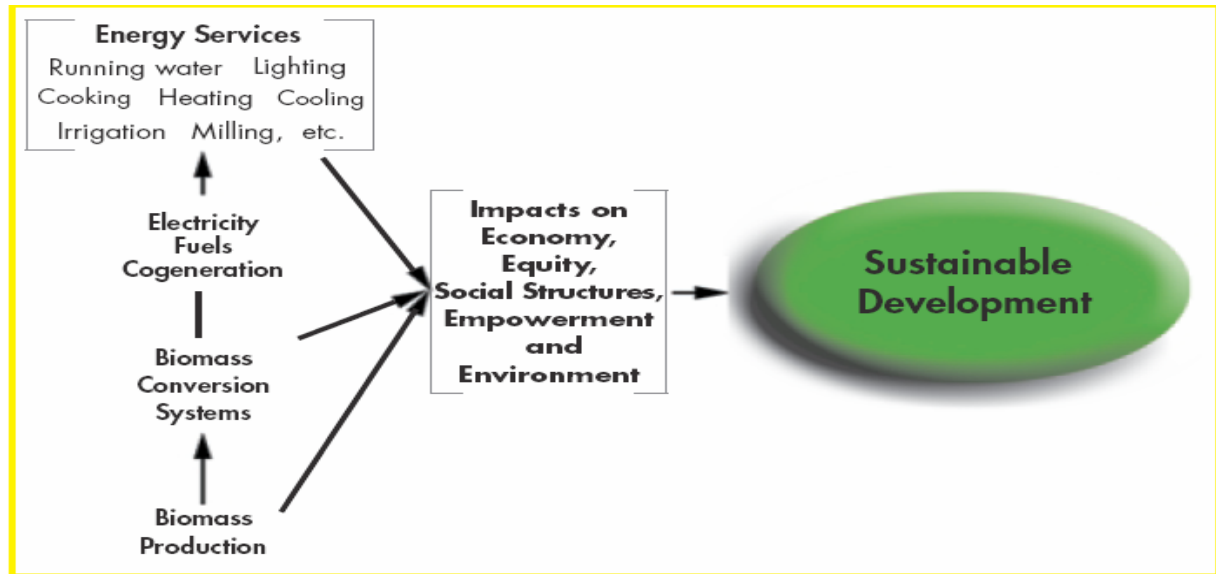 Energy Services
Running water Lighting
Cooking Heating Cooling
Irrigation Milling, etc.
Electricity
Fuels
Cogeneration
Biomass
Conversion
Systems
Biomass
Production
Impacts on
Economy,
Equity,
Social Structures,
Empowerment
and
Environment
Sustainable
Development